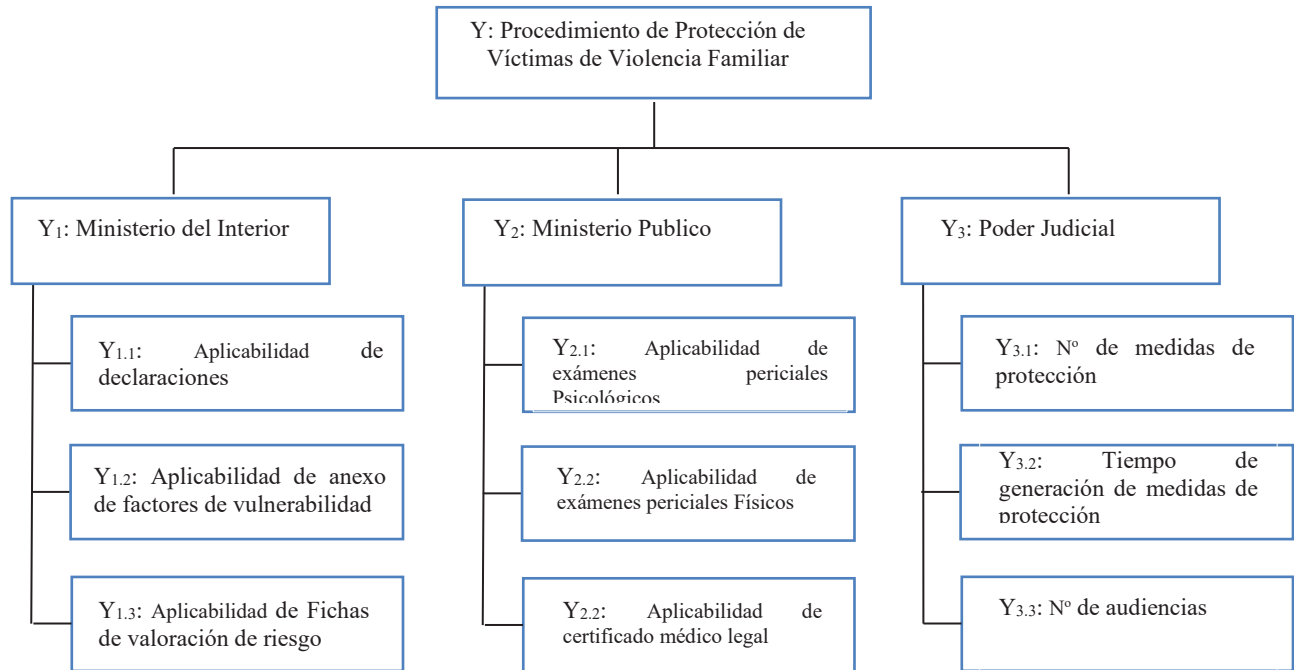 Y: Procedimiento de Protección de
Víctimas de Violencia Familiar
Y1: Ministerio del Interior
Y1.1: Aplicabilidad de
declaraciones
Y1.2: Aplicabilidad de anexo
de factores de vulnerabilidad
Y1.3: Aplicabilidad de Fichas
de valoración de riesgo
Y2: Ministerio Publico
Y2.1: Aplicabilidad de
exámenes periciales
Psicológicos
Y2.2: Aplicabilidad de
exámenes periciales Físicos
Y2.2: Aplicabilidad de
certificado médico legal
Y3: Poder Judicial
Y3.1: Nº de medidas de
protección
Y3.2: Tiempo de
generación de medidas de
protección
Y3.3: Nº de audiencias